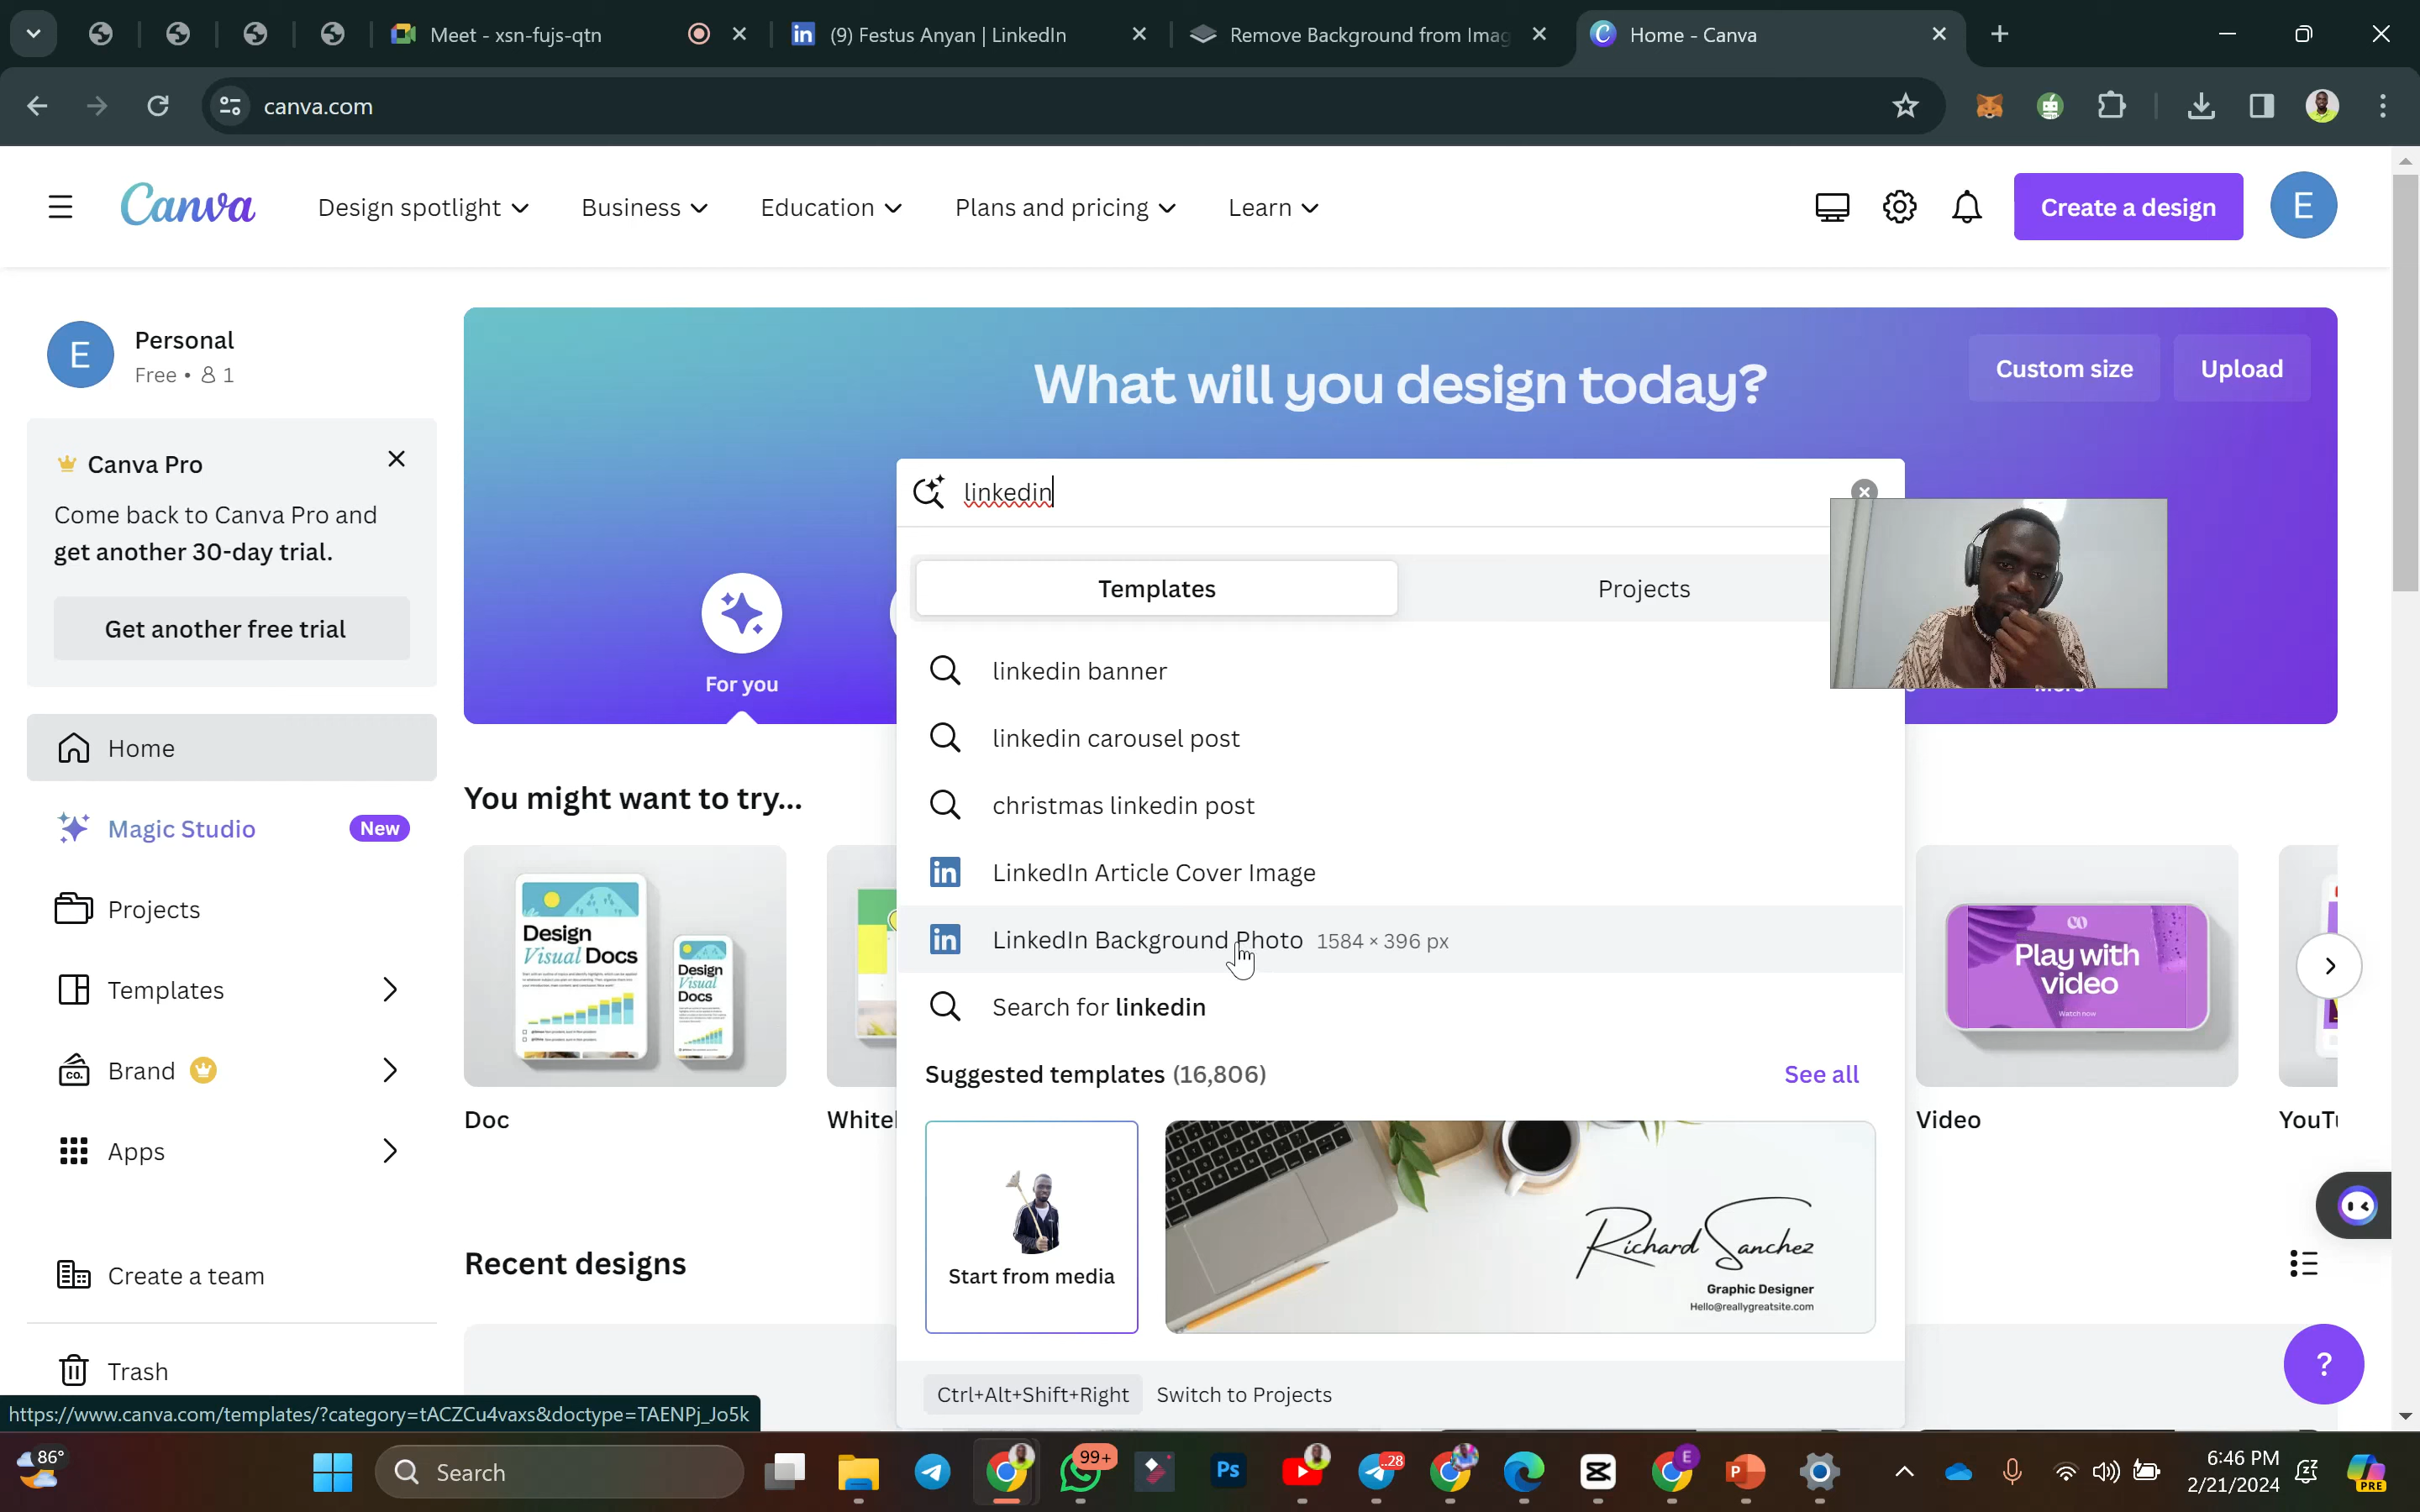 Meet - xsn-fujs-qtn
(9) Festus Anyan | LinkedIn
Remove Background from Imag
Home - Canva
canva.com
Canva
Design spotlight
Business
Education
Plans and pricing
Learn
Create a design
E
E
Personal
Free • 1
What will you design today?
Custom size
Upload
Canva Pro
Come back to Canva Pro and
get another 30-day trial.
Get another free trial
linkedin
Templates
Projects
For you
linkedin banner
linkedin carousel post
christmas linkedin post
LinkedIn Article Cover Image
LinkedIn Background Photo 1584 × 396 px
Search for linkedin
Suggested templates (16,806)
See all
Start from media
Richard Sanchez
Graphic Designer
Hello@reallygreatsite.com
Ctrl+Alt+Shift+Right Switch to Projects
Home
Magic Studio
New
Projects
Templates
Brand
Apps
Create a team
Trash
You might want to try...
Design
Visual Docs
Design
Visual
Docs
Doc
Play with
video
Watch now
Video
Recent designs
?
https://www.canva.com/templates/?category=tACZCu4vaxs&doctype=TAENPj_Jo5k
86°
Search
99+
Ps
..28
E
P
6:46 PM
2/21/2024
PRE